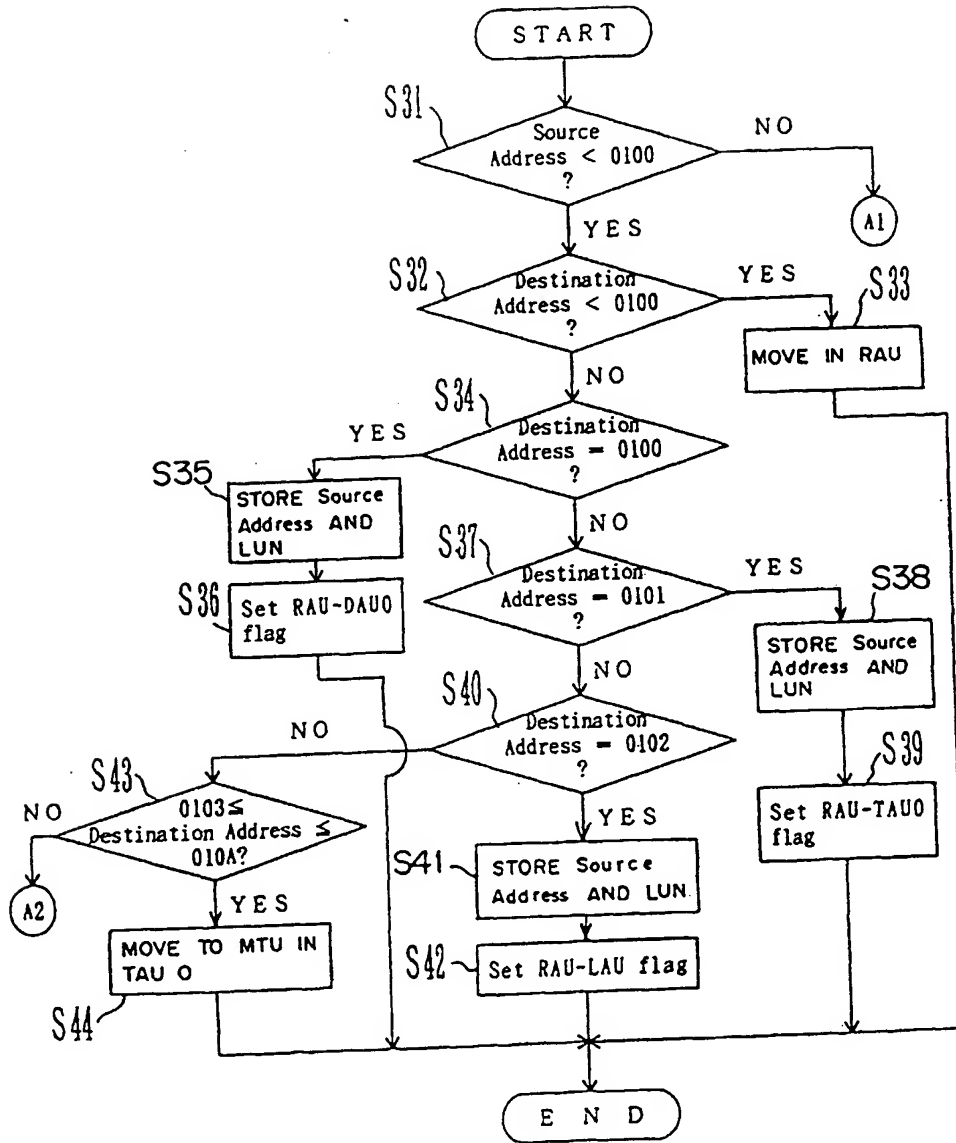 START
S31
Source
Address < 0100
?
NO
A1
YES
S32
Destination
Address < 0100
?
YES
S33
MOVE IN RAU
NO
S34
Destination
Address = 0100
?
YES
S35
STORE Source
Address AND
LUN
S36
Set RAU-DAU0
flag
NO
S37
Destination
Address = 0101
?
YES
S38
STORE Source
Address AND
LUN
S39
Set RAU-TAU0
flag
NO
S40
Destination
Address = 0102
?
NO
S43
0103≦
Destination Address ≦
010A?
NO
A2
YES
MOVE TO MTU IN
TAU 0
S44
YES
S41
STORE Source
Address AND LUN
S42
Set RAU-LAU flag
END